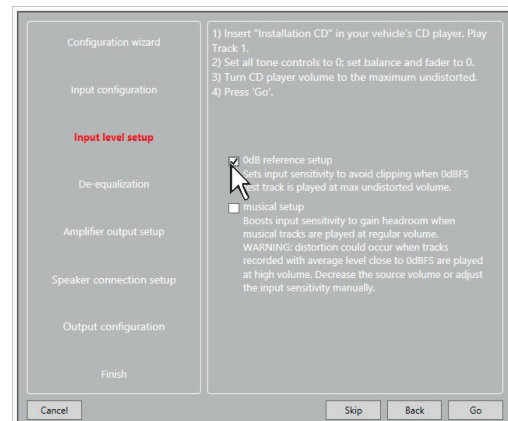 Configuration wizard
Input configuration
Input level setup
De-equalization
Amplifier output setup
Speaker connection setup
Output configuration
Finish
1) Insert "Installation CD" in your vehicle's CD player. Play
Track 1.
2) Set all tone controls to 0; set balance and fader to 0.
3) Turn CD player volume to the maximum undistorted.
4) Press 'Go'.
0dB reference setup
Sets input sensitivity to avoid clipping when 0dBFS
test track is played at max undistorted volume.
musical setup
Boosts input sensitivity to gain headroom when
musical tracks are played at regular volume.
WARNING: distortion could occur when tracks
recorded with average level close to 0dBFS are played
at high volume. Decrease the source volume or adjust
the input sensitivity manually.
Cancel
Skip
Back
Go